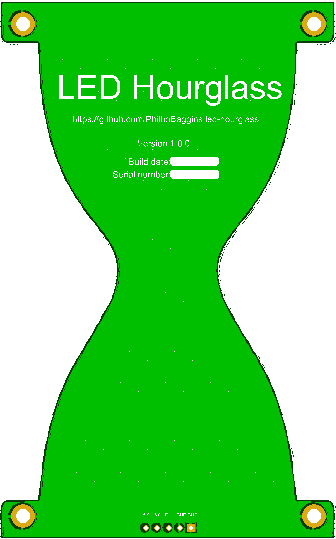 LED Hourglass
https://github.com/PhillipBaggins/led-hourglass
Version 1.0.0
Build date:
Serial number: